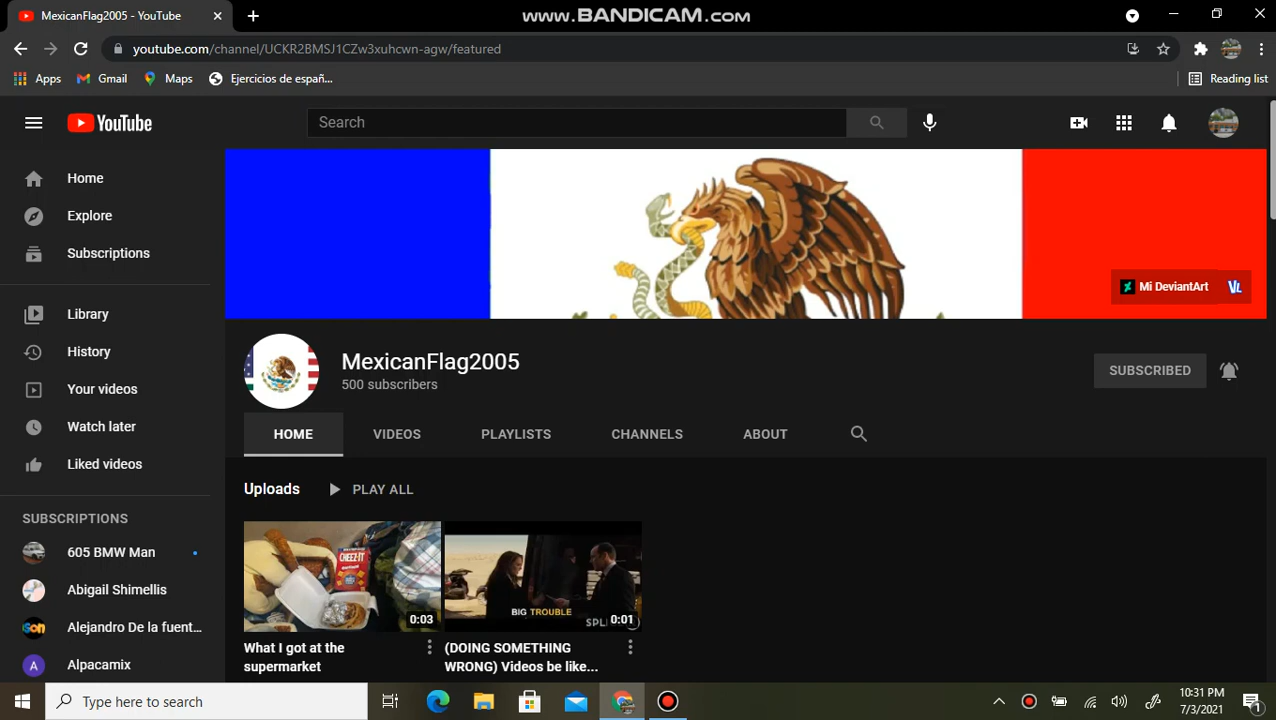 MexicanFlag2005 - YouTube
www.BANDICAM.com
youtube.com/channel/UCKR2BMSJ1CZw3xuhcwn-agw/featured
Apps
Gmail
Maps
Ejercicios de españ...
Reading list
YouTube
Search
Home
Explore
Subscriptions
Library
History
Your videos
Watch later
Liked videos
SUBSCRIPTIONS
605 BMW Man
Abigail Shimellis
Alejandro De la fuent...
Alpacamix
Mi DeviantArt
MexicanFlag2005
500 subscribers
SUBSCRIBED
HOME VIDEOS PLAYLISTS CHANNELS ABOUT
Uploads PLAY ALL
CHEEZ-IT
0:03
BIG TROUBLE
0:01
What I got at the
supermarket
(DOING SOMETHING
WRONG) Videos be like...
Type here to search
10:31 PM
7/3/2021
1